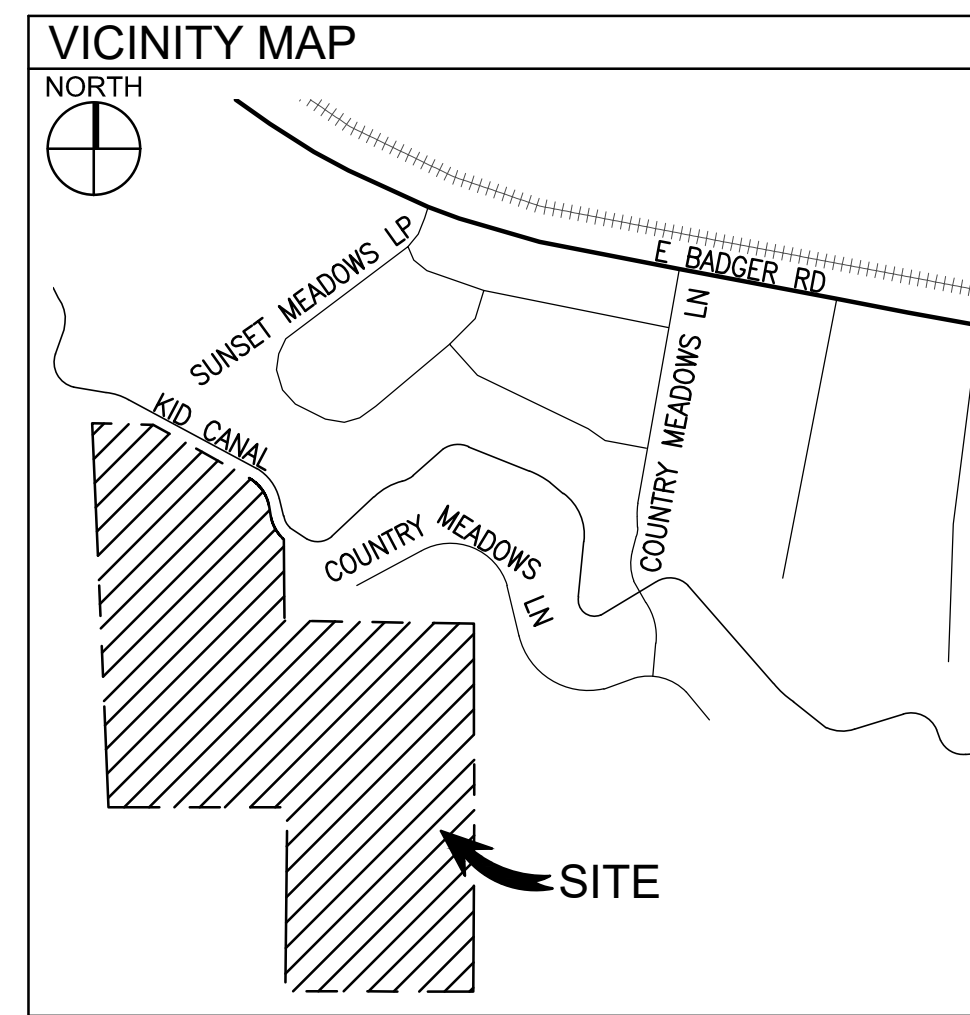 VICINITY MAP
NORTH
E BADGER RD
SUNSET MEADOWS LP
COUNTRY MEADOWS LN
KID CANAL
COUNTRY MEADOWS LN
SITE